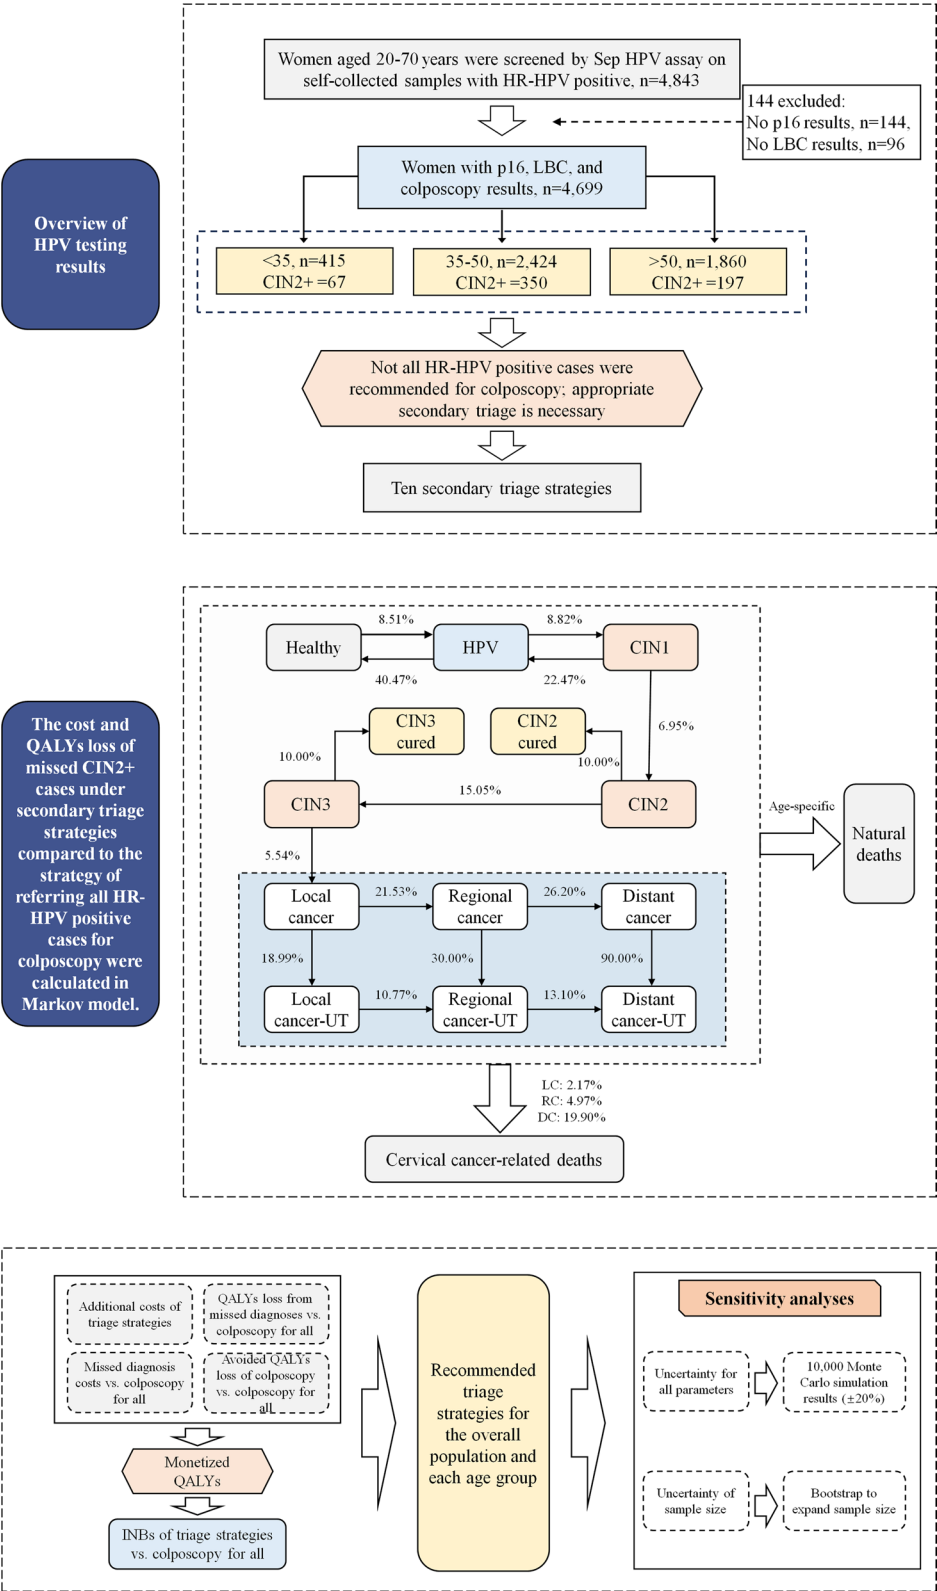 Women aged 20-70 years were screened by Sep HPV assay on
self-collected samples with HR-HPV positive, n=4,843
144 excluded:
No p16 results, n=144,
No LBC results, n=96
Women with p16, LBC, and
colposcopy results, n=4,699
Overview of
HPV testing
results
<35, n=415
CIN2+ =67
35-50, n=2,424
CIN2+ =350
>50, n=1,860
CIN2+ =197
Not all HR-HPV positive cases were
recommended for colposcopy; appropriate
secondary triage is necessary
Ten secondary triage strategies
The cost and
QALYs loss of
missed CIN2+
cases under
secondary triage
strategies
compared to the
strategy of
referring all HR-
HPV positive
cases for
colposcopy were
calculated in
Markov model.
Healthy
8.51%
40.47%
HPV
8.82%
22.47%
CIN1
6.95%
CIN3
cured
CIN2
cured
10.00%
10.00%
CIN3
15.05%
CIN2
5.54%
Local
cancer
21.53%
Regional
cancer
26.20%
Distant
cancer
18.99%
30.00%
90.00%
Local
cancer-UT
10.77%
Regional
cancer-UT
13.10%
Distant
cancer-UT
Age-specific
Natural
deaths
LC: 2.17%
RC: 4.97%
DC: 19.90%
Cervical cancer-related deaths
Additional costs of
triage strategies
QALYs loss from
missed diagnoses vs.
colposcopy for all
Missed diagnosis
costs vs. colposcopy
for all
Avoided QALYs
loss of colposcopy
vs. colposcopy for
all
Monetized
QALYs
INBs of triage strategies
vs. colposcopy for all
Recommended
triage
strategies for
the overall
population and
each age group
Sensitivity analyses
Uncertainty for
all parameters
10,000 Monte
Carlo simulation
results (±20%)
Uncertainty of
sample size
Bootstrap to
expand sample size